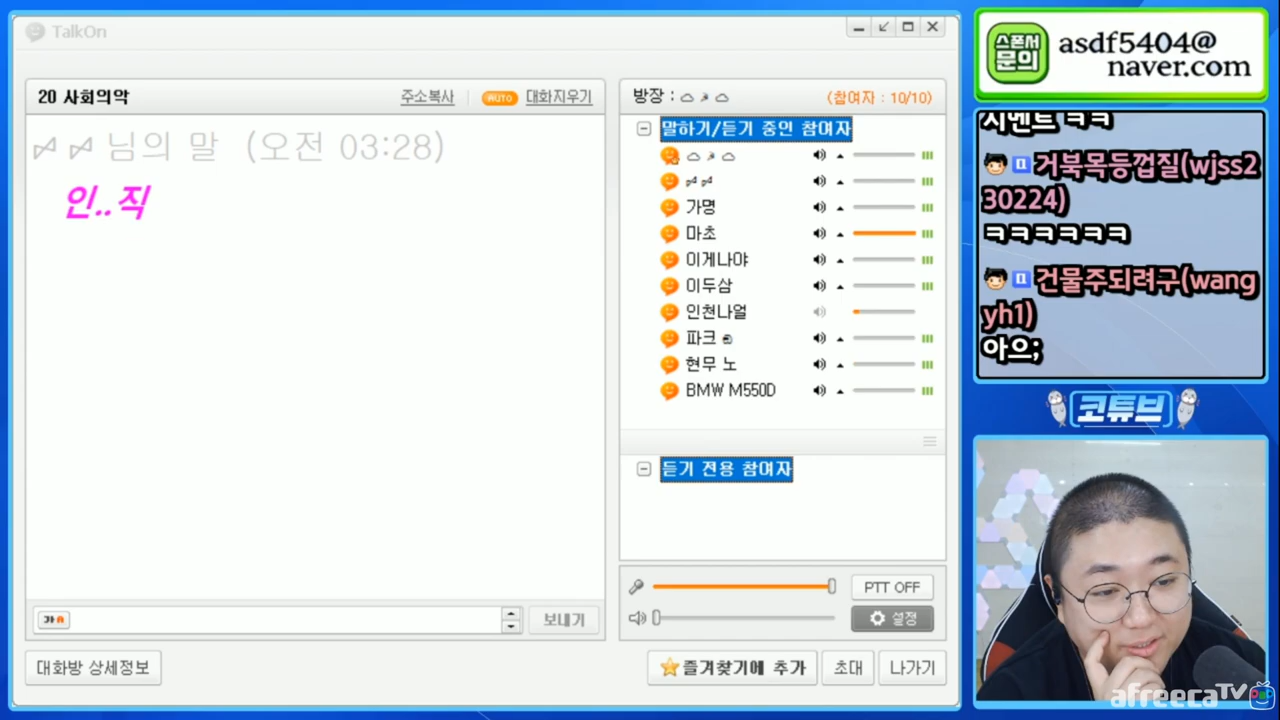 TalkOn
20 사회의악
주소복사
AUTO 대화지우기
님의 말 (오전 03:28)
인..직
방장 :
(참여자 : 10/10)
말하기/듣기 중인 참여자
가명
마초
이게나야
이두삼
인천나얼
파크
현무 노
BMW M550D
듣기 전용 참여자
PTT OFF
설정
가
보내기
대화방 상세정보
즐겨찾기에 추가
초대
나가기
스폰서
문의
asdf5404@
naver.com
시멘트 ㅋㅋ
거북목등껍질(wjss2
30224)
ㅋㅋㅋㅋㅋㅋ
건물주되려구(wang
yh1)
아으;
코튜브
afreecaTV